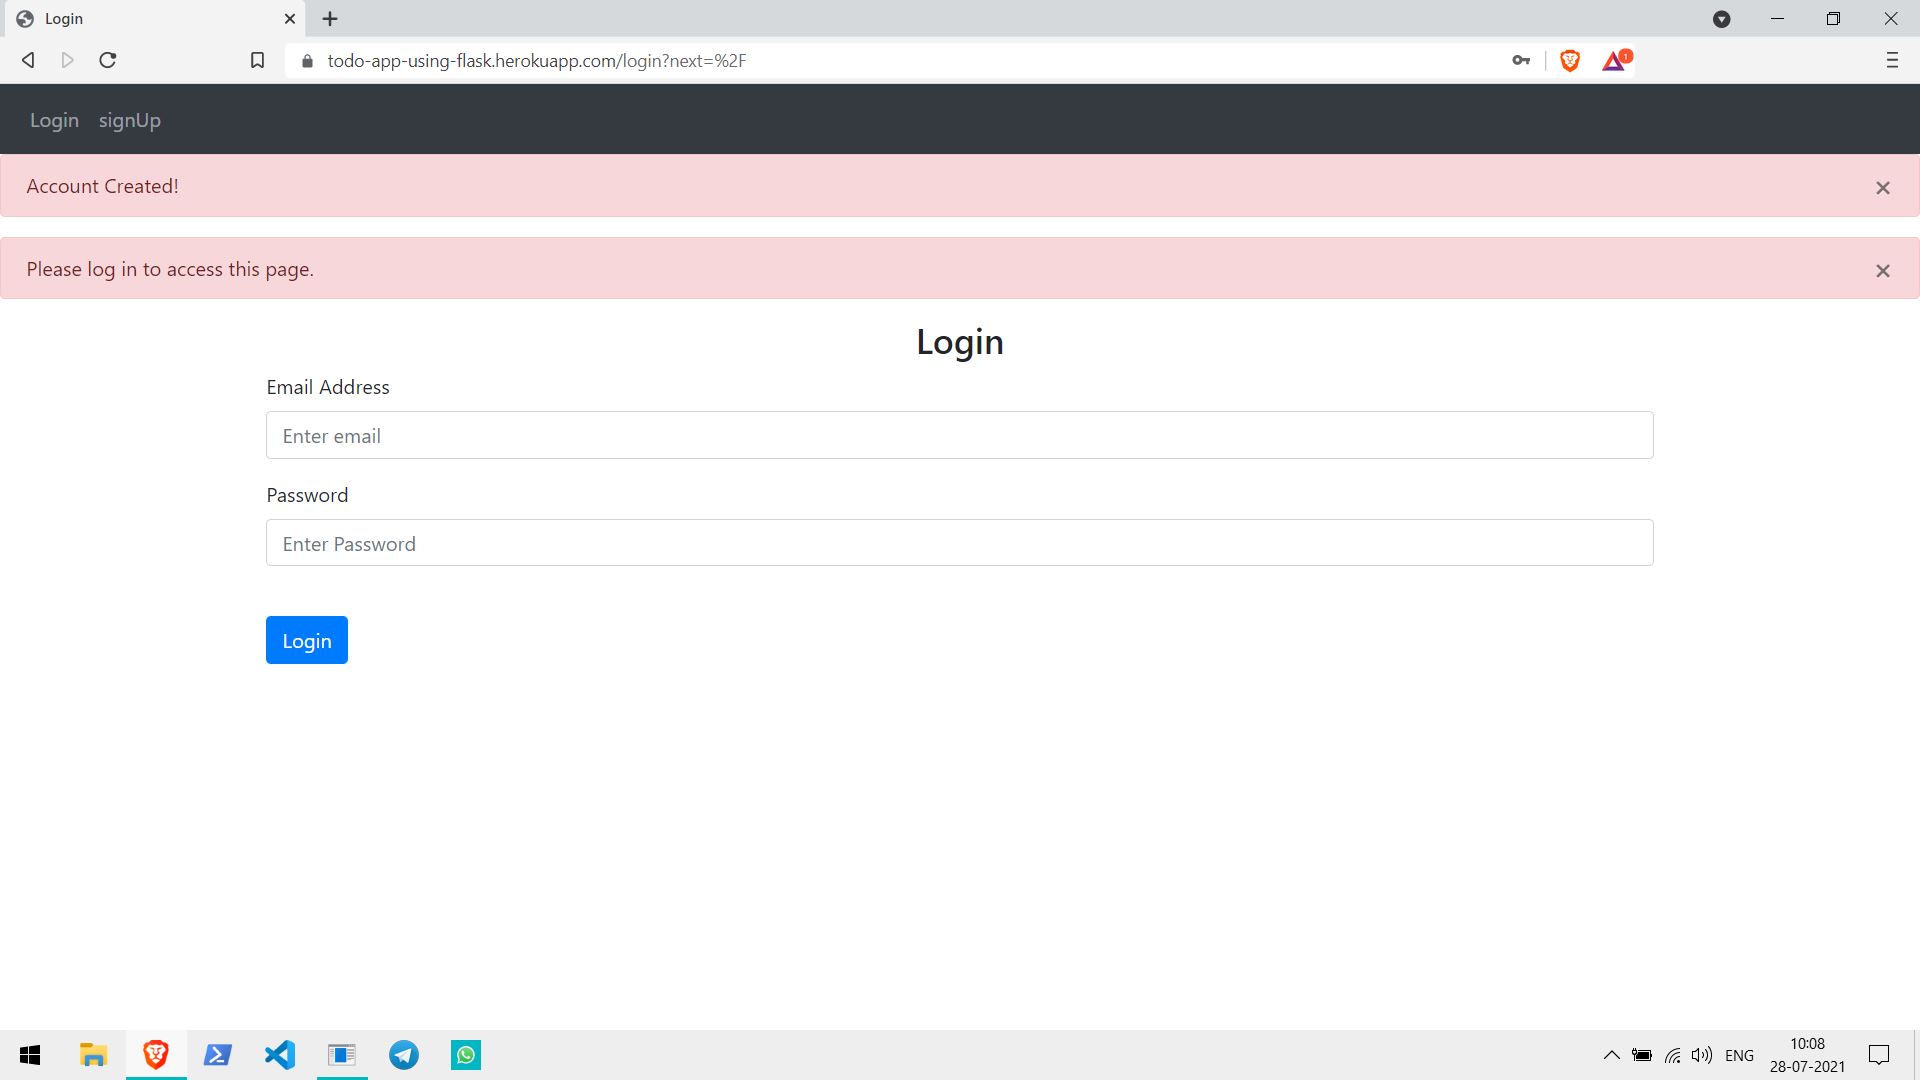 Login
todo-app-using-flask.herokuapp.com/login?next=%2F
1
Login signUp
Account Created!
Please log in to access this page.
Login
Email Address
Enter email
Password
Enter Password
Login
ENG
10:08
28-07-2021